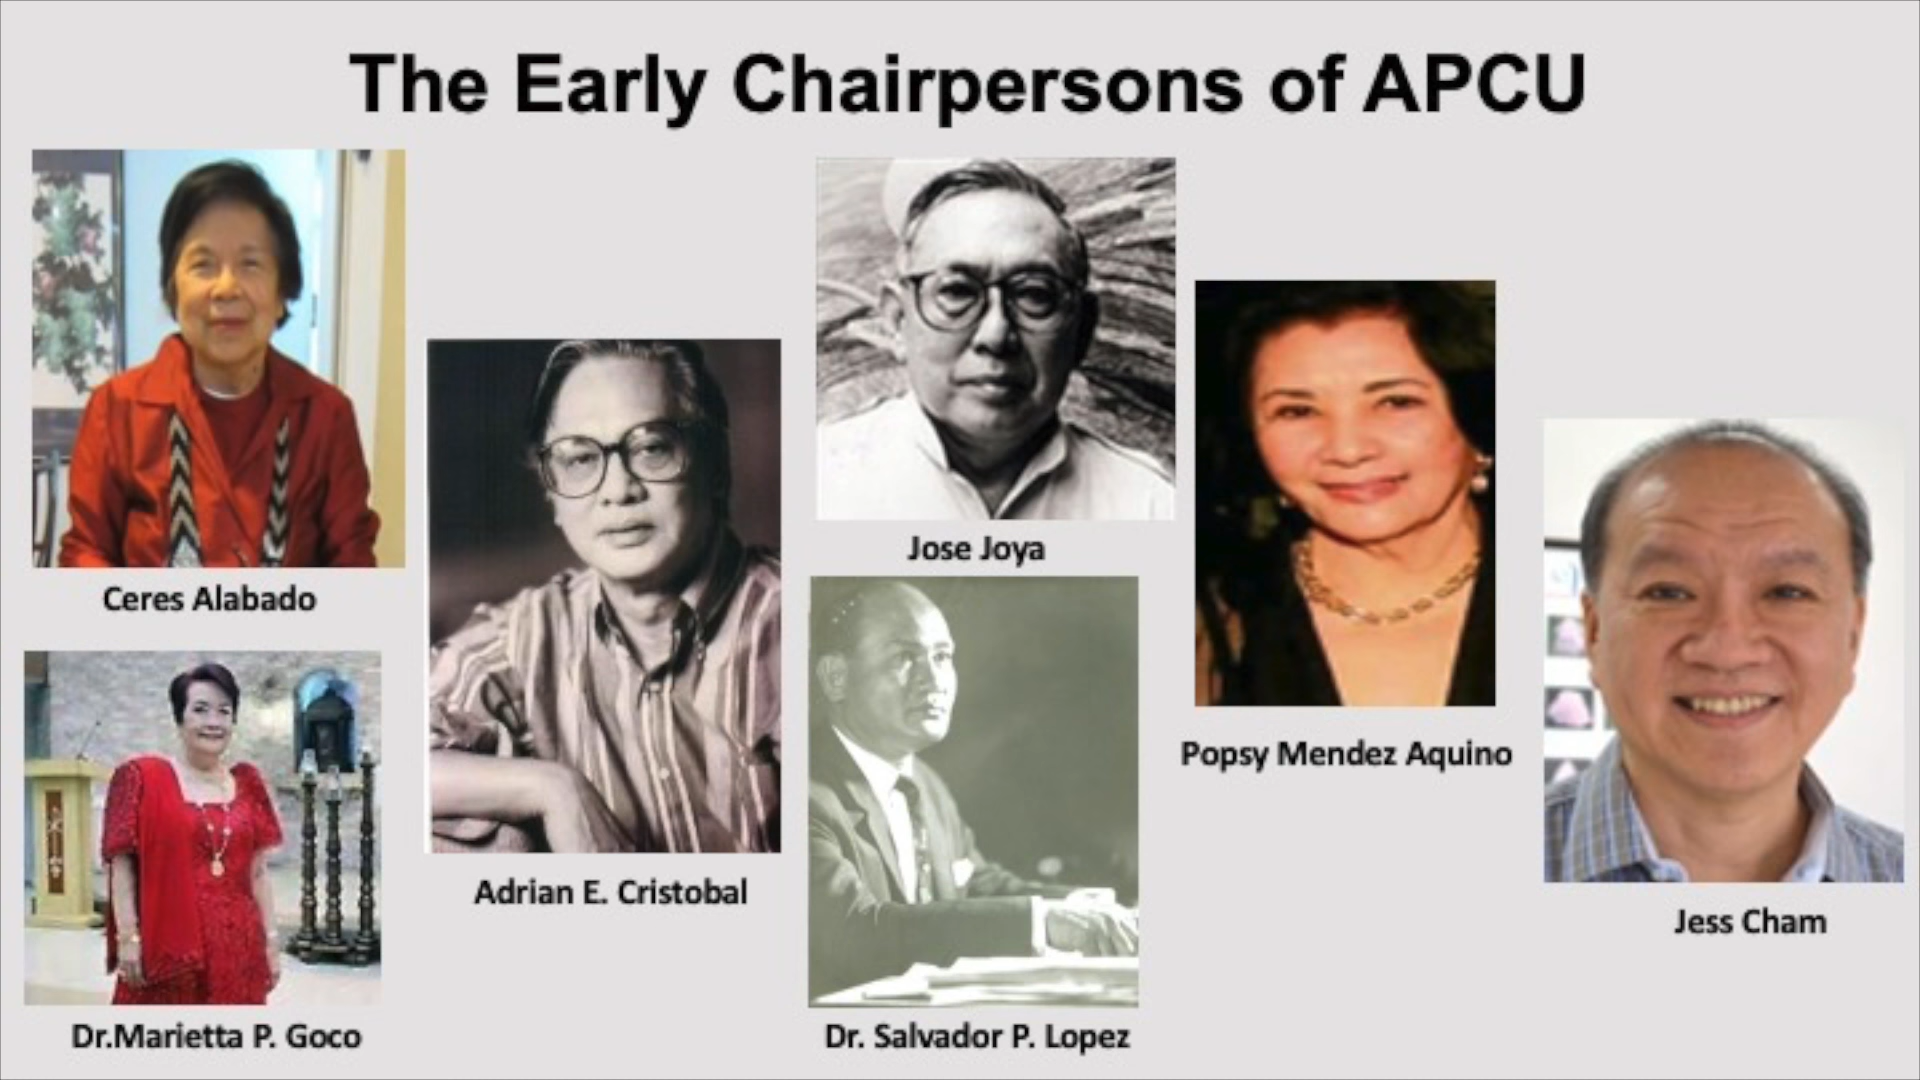 The Early Chairpersons of APCU
Ceres Alabado
Dr.Marietta P. Goco
Adrian E. Cristobal
Jose Joya
Dr. Salvador P. Lopez
Popsy Mendez Aquino
Jess Cham